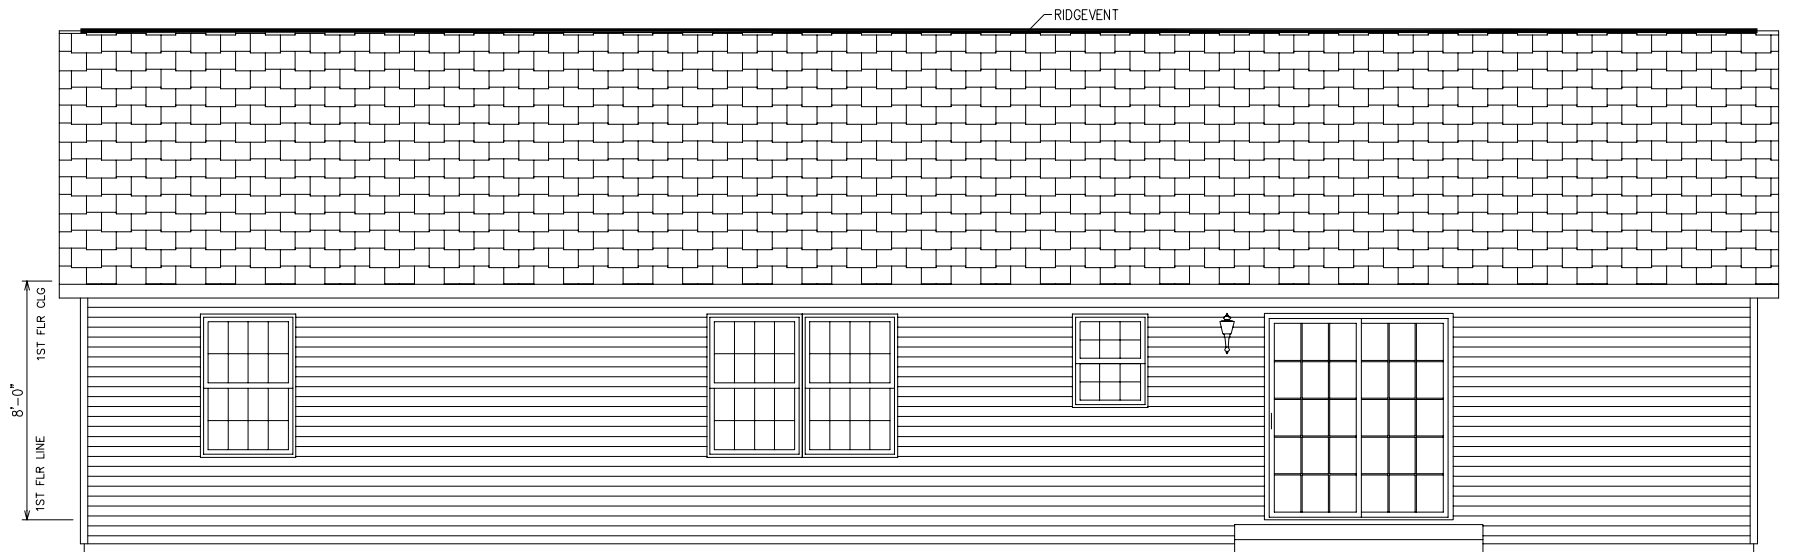 RIDGEVENT
1ST FLR CLG
8'-0"
1ST FLR LINE